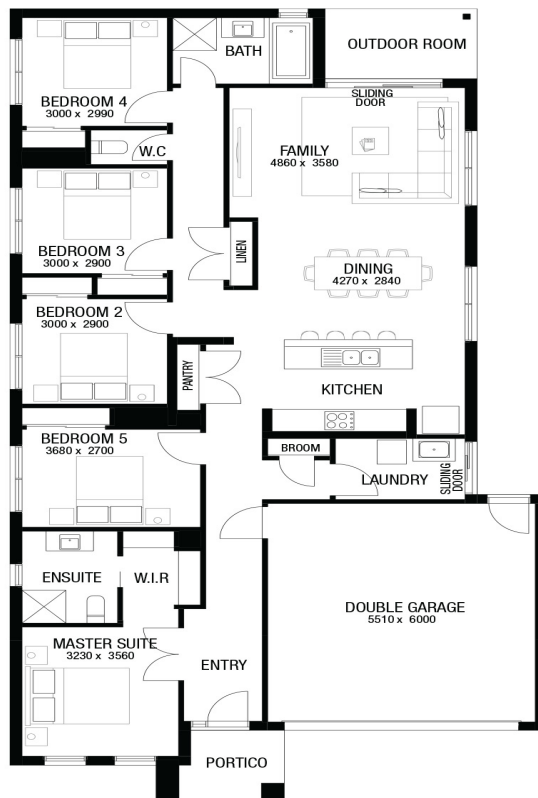 BATH
OUTDOOR ROOM
BEDROOM 4
3000 x 2990
SLIDING
DOOR
FAMILY
4860 x 3580
W.C
BEDROOM 3
3000 x 2900
LINEN
DINING
4270 x 2840
BEDROOM 2
3000 x 2900
PANTRY
KITCHEN
BEDROOM 5
3680 x 2700
BROOM
LAUNDRY
SLIDING
DOOR
ENSUITE
W.I.R
DOUBLE GARAGE
5510 x 6000
MASTER SUITE
3230 x 3560
ENTRY
PORTICO